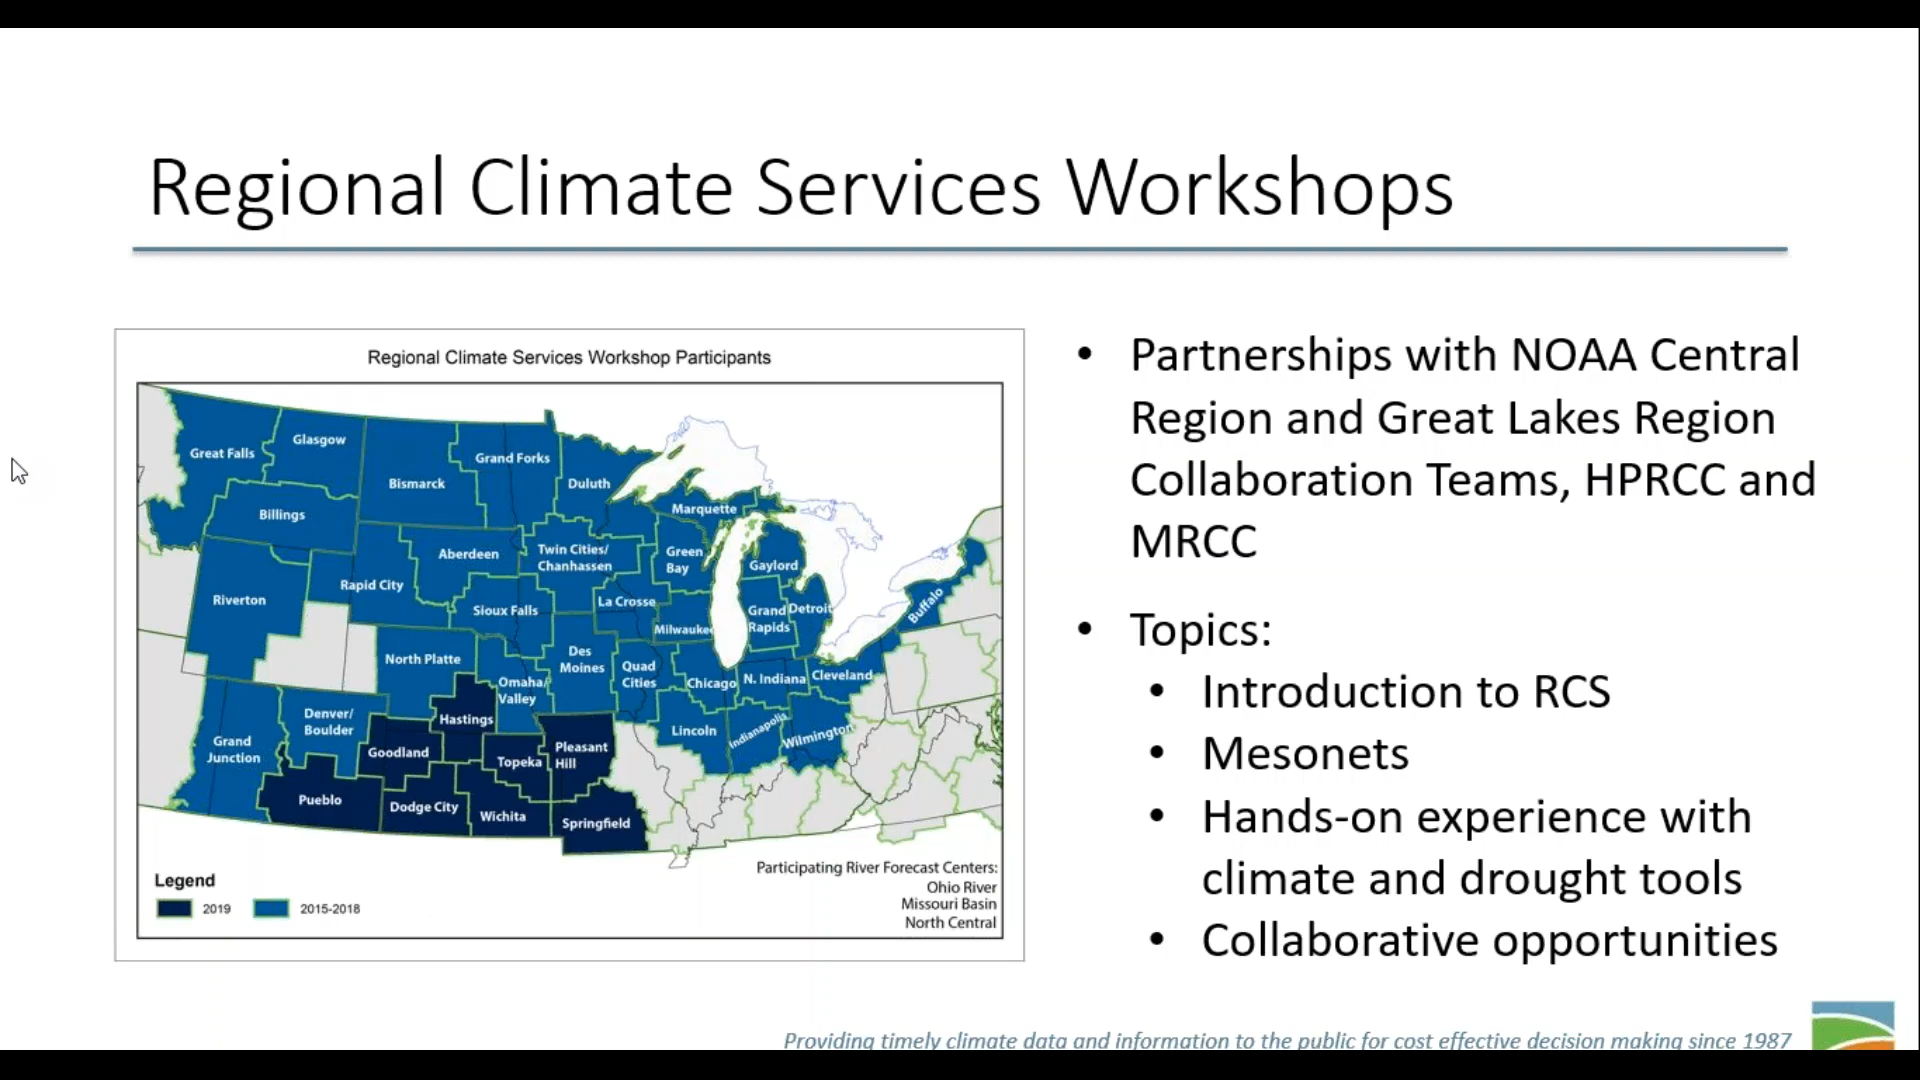 Regional Climate Services Workshops
Regional Climate Services Workshop Participants
Great Falls
Glasgow
Bismarck
Grand Forks
Duluth
Billings
Marquette
Aberdeen
Twin Cities/
Chanhassen
Green
Bay
Gaylord
Riverton
Rapid City
Sioux Falls
La Crosse
Milwaukee
Grand
Rapids
Detroit
Buffalo
North Platte
Omaha/
Valley
Des
Moines
Quad
Cities
Chicago
N. Indiana
Cleveland
Denver/
Boulder
Hastings
Lincoln
Indianapolis
Wilmington
Grand
Junction
Goodland
Topeka
Pleasant
Hill
Pueblo
Dodge City
Wichita
Springfield
Legend
2019
2015-2018
Participating River Forecast Centers:
Ohio River
Missouri Basin
North Central
• Partnerships with NOAA Central
Region and Great Lakes Region
Collaboration Teams, HPRCC and
MRCC
• Topics:
• Introduction to RCS
• Mesonets
• Hands-on experience with
climate and drought tools
• Collaborative opportunities
Providing timely climate data and information to the public for cost effective decision making since 1987